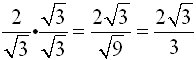 2/√3 • √3/√3 = 2√3/√9 = 2√3/3